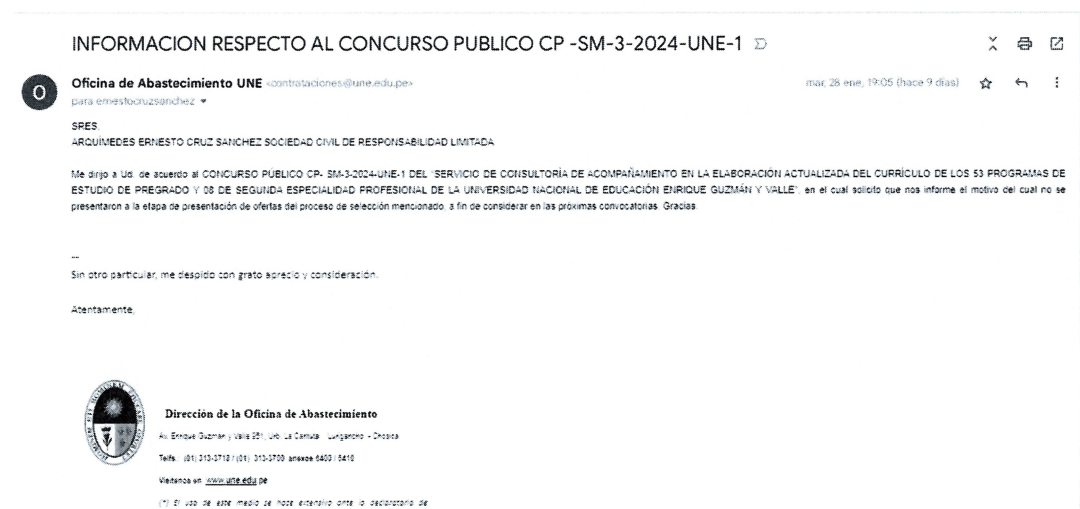 INFORMACION RESPECTO AL CONCURSO PUBLICO CP -SM-3-2024-UNE-1
O
Oficina de Abastecimiento UNE <contrataciones@une.edu.pe>
mar, 28 ene, 19:05 (hace 9 días)
para ernestocruzsanchez
SRES.
ARQUÍMEDES ERNESTO CRUZ SANCHEZ SOCIEDAD CIVIL DE RESPONSABILIDAD LIMITADA
Me dirijo a Ud. de acuerdo al CONCURSO PUBLICO CP- SM-3-2024-UNE-1 DEL "SERVICIO DE CONSULTORÍA DE ACOMPAÑAMIENTO EN LA ELABORACIÓN ACTUALIZADA DEL CURRÍCULO DE LOS 53 PROGRAMAS DE
ESTUDIO DE PREGRADO Y 08 DE SEGUNDA ESPECIALIDAD PROFESIONAL DE LA UNIVERSIDAD NACIONAL DE EDUCACIÓN ENRIQUE GUZMÁN Y VALLE", en el cual solicito que nos informe el motivo del cual no se
presentaron a la etapa de presentación de ofertas del proceso de selección mencionado, a fin de considerar en las próximas convocatorias. Gracias.
--
Sin otro particular, me despido con grato aprecio y consideración.
Atentamente,
Dirección de la Oficina de Abastecimiento
Av. Enrique Guzmán y Valle 951, Urb. La Cantuta - Lurigancho - Chosica
Telfs.: (01) 313-3718 / (01) 313-3700 anexos 6400 / 6410
Visítanos en www.une.edu.pe
(*) El uso de este medio se hace extensivo ante la declaratoria de